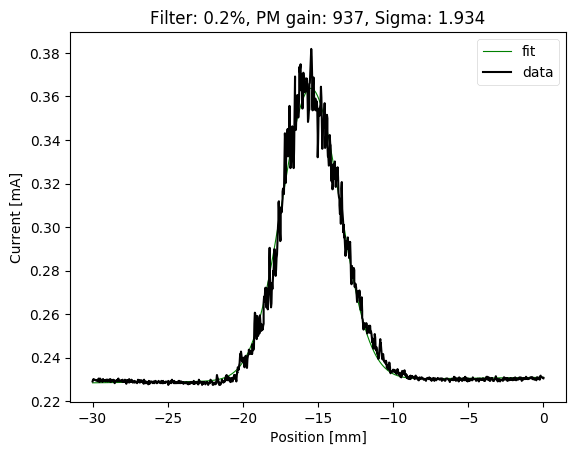 Filter: 0.2%, PM gain: 937, Sigma: 1.934
fit
data
Current [mA]
0.38
0.36
0.34
0.32
0.30
0.28
0.26
0.24
0.22
−30 −25 −20 −15 −10 −5 0
Position [mm]